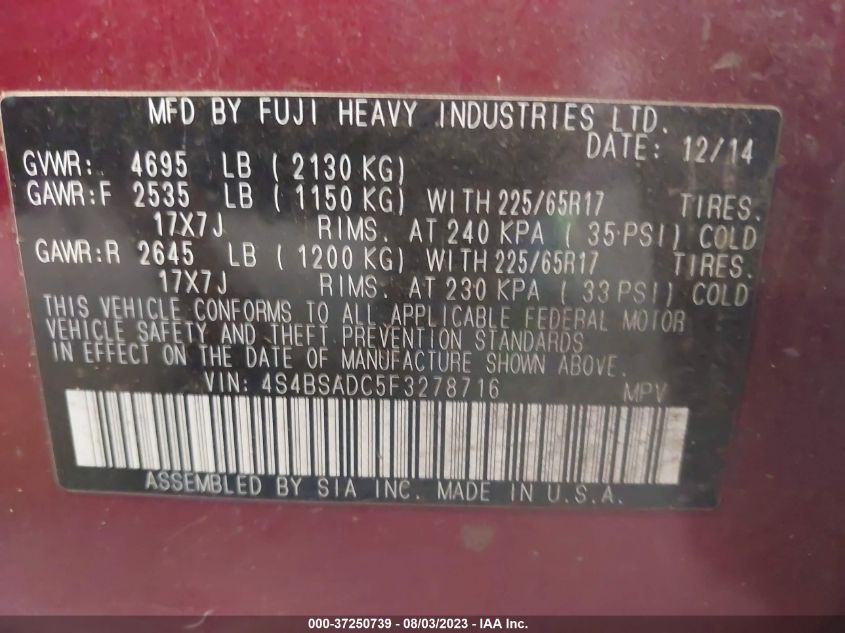 MFD BY FUJI HEAVY INDUSTRIES LTD.
DATE: 12/14
GVWR: 4695 LB ( 2130 KG)
GAWR:F 2535 LB ( 1150 KG) WITH 225/65R17 TIRES.
17X7J RIMS. AT 240 KPA ( 35 PSI) COLD
GAWR:R 2645 LB ( 1200 KG) WITH 225/65R17 TIRES.
17X7J RIMS. AT 230 KPA ( 33 PSI) COLD
THIS VEHICLE CONFORMS TO ALL APPLICABLE FEDERAL MOTOR
VEHICLE SAFETY AND THEFT PREVENTION STANDARDS
IN EFFECT ON THE DATE OF MANUFACTURE SHOWN ABOVE.
VIN: 4S4BSADC5F3278716 MPV
ASSEMBLED BY SIA INC. MADE IN U.S.A.
000-37250739 - 08/03/2023 - IAA Inc.